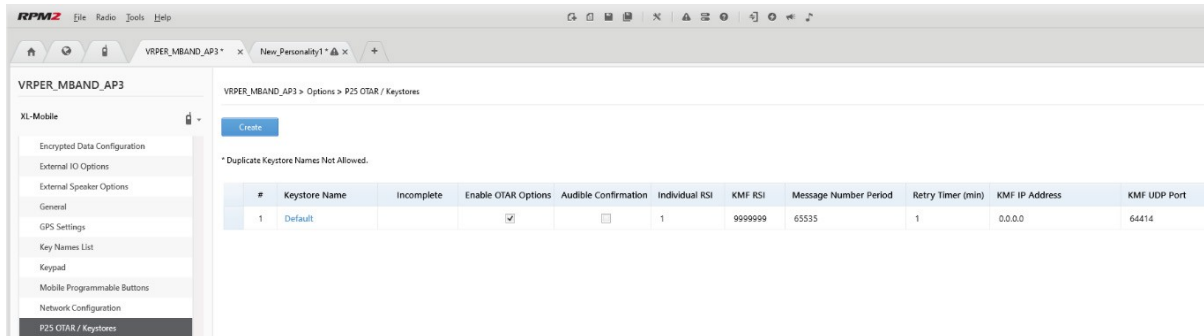 RPM2 File Radio Tools Help
VRPER_MBAND_AP3 * x New_Personality1 * x +
VRPER_MBAND_AP3
XL-Mobile
Encrypted Data Configuration
External IO Options
External Speaker Options
General
GPS Settings
Key Names List
Keypad
Mobile Programmable Buttons
Network Configuration
P25 OTAR / Keystores
VRPER_MBAND_AP3 > Options > P25 OTAR / Keystores
Create
* Duplicate Keystore Names Not Allowed.
# Keystore Name Incomplete Enable OTAR Options Audible Confirmation Individual RSI KMF RSI Message Number Period Retry Timer (min) KMF IP Address KMF UDP Port
1 Default 1 9999999 65535 1 0.0.0.0 64414